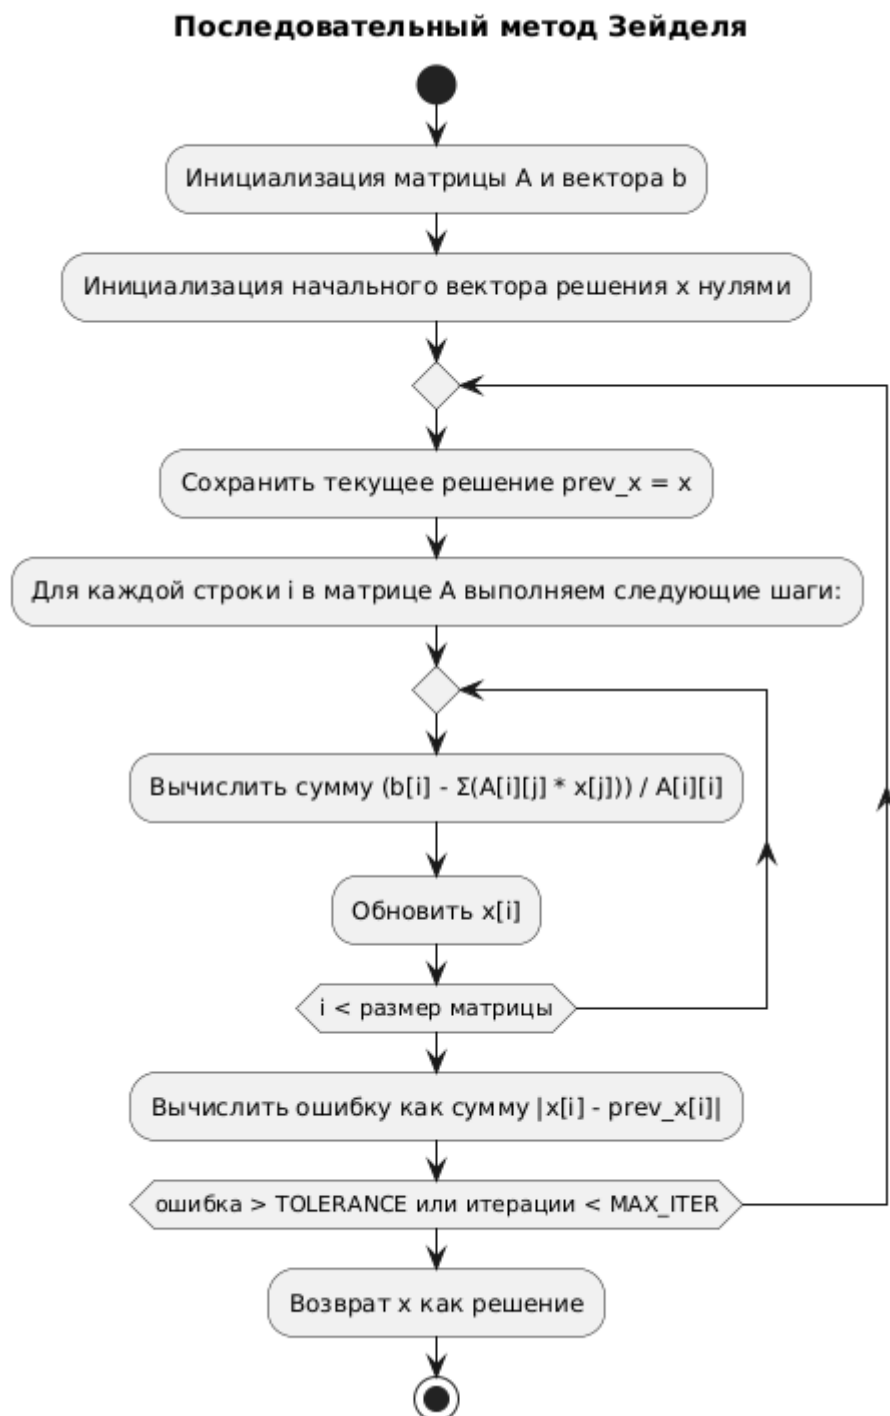 Последовательный метод Зейделя
Инициализация матрицы A и вектора b
Инициализация начального вектора решения x нулями
Сохранить текущее решение prev_x = x
Для каждой строки i в матрице A выполняем следующие шаги:
Вычислить сумму (b[i] - Σ(A[i][j] * x[j])) / A[i][i]
Обновить x[i]
i < размер матрицы
Вычислить ошибку как сумму |x[i] - prev_x[i]|
ошибка > TOLERANCE или итерации < MAX_ITER
Возврат x как решение